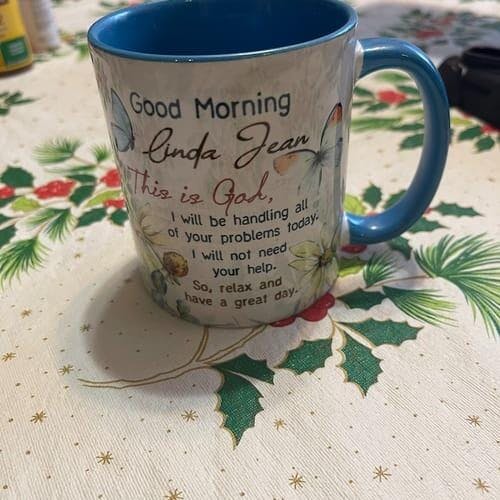 Good Morning
Linda Jean
This is God,
I will be handling all
of your problems today.
I will not need
your help.
So, relax and
have a great day.